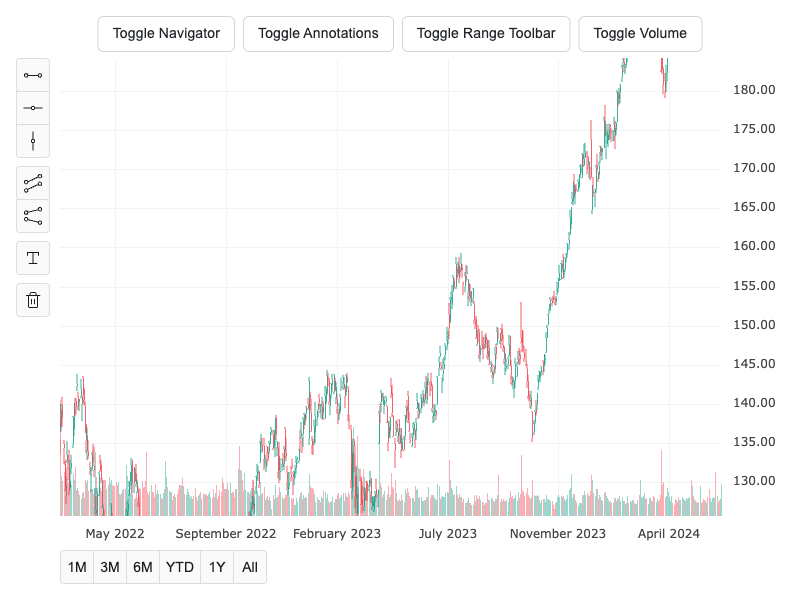 Toggle Navigator
Toggle Annotations
Toggle Range Toolbar
Toggle Volume
T
180.00
175.00
170.00
165.00
160.00
155.00
150.00
145.00
140.00
135.00
130.00
May 2022
September 2022
February 2023
July 2023
November 2023
April 2024
1M
3M
6M
YTD
1Y
All